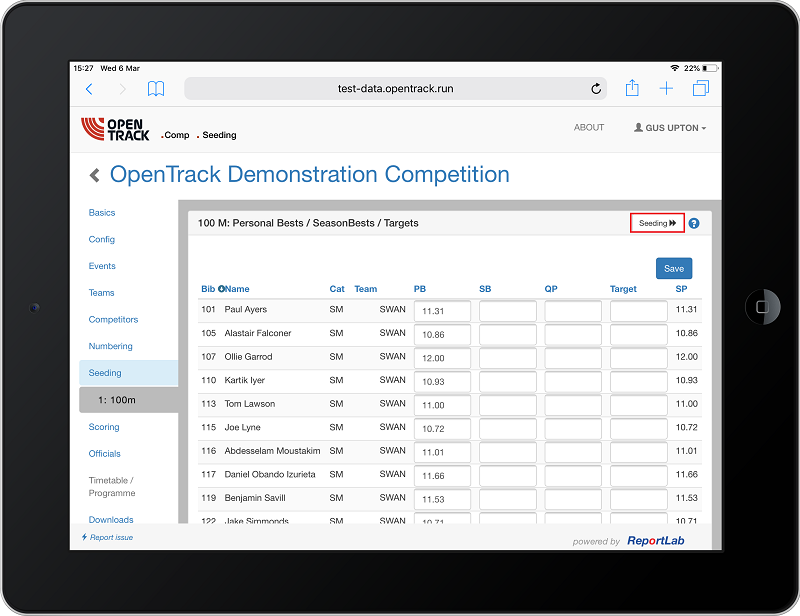 15:27 Wed 6 Mar 22%
test-data.opentrack.run
OPEN TRACK .Comp . Seeding ABOUT GUS UPTON
OpenTrack Demonstration Competition
Basics
Config
Events
Teams
Competitors
Numbering
Seeding
1: 100m
Scoring
Officials
Timetable /
Programme
Downloads
100 M: Personal Bests / SeasonBests / Targets Seeding ?
Save
Bib Name Cat Team PB SB QP Target SP
101 Paul Ayers SM SWAN 11.31 11.31
105 Alastair Falconer SM SWAN 10.86 10.86
107 Ollie Garrod SM SWAN 12.00 12.00
110 Kartik Iyer SM SWAN 10.93 10.93
113 Tom Lawson SM SWAN 11.00 11.00
115 Joe Lyne SM SWAN 10.72 10.72
116 Abdesselam Moustakim SM SWAN 11.01 11.01
117 Daniel Obando Izurieta SM SWAN 11.66 11.66
119 Benjamin Savill SM SWAN 11.53 11.53
122 Jake Simmonds SM SWAN 10.71 10.71
Report issue powered by ReportLab